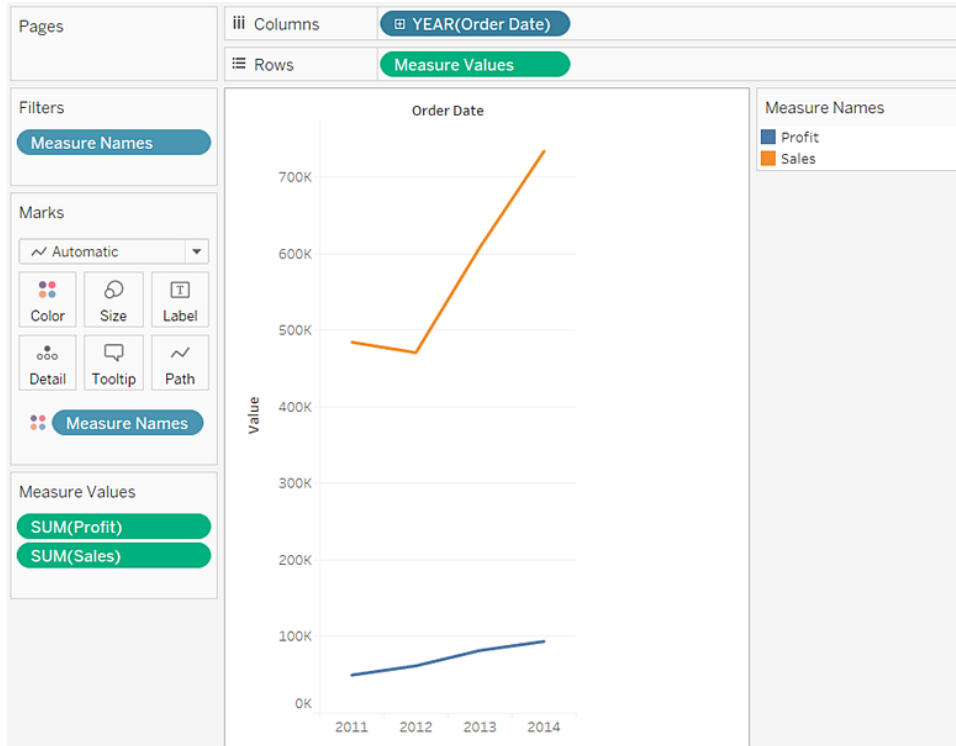 Pages
Columns
YEAR(Order Date)
Rows
Measure Values
Filters
Measure Names
Marks
Automatic
Color
Size
Label
Detail
Tooltip
Path
Measure Names
Measure Values
SUM(Profit)
SUM(Sales)
Order Date
Value
700K
600K
500K
400K
300K
200K
100K
0K
2011 2012 2013 2014
Measure Names
Profit
Sales